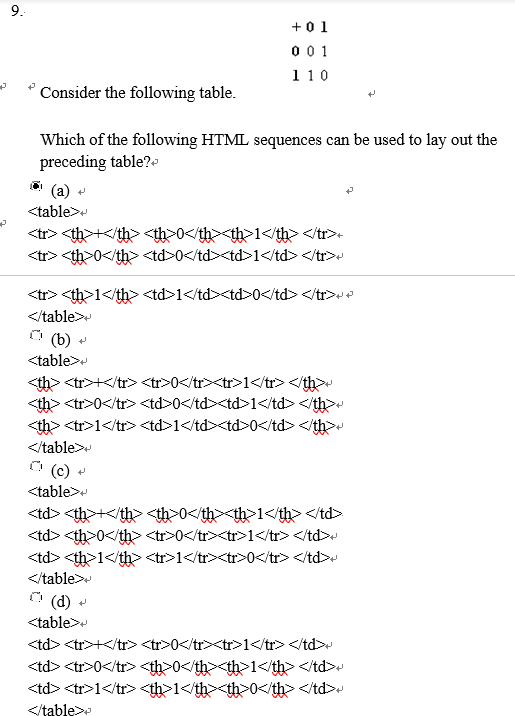 9.
+ 0 1
0 0 1
1 1 0
Consider the following table.
Which of the following HTML sequences can be used to lay out the
preceding table?
(a)
<table>
<tr> <th>+</th> <th>0</th><th>1</th> </tr>
<tr> <th>0</th> <td>0</td><td>1</td> </tr>
<tr> <th>1</th> <td>1</td><td>0</td> </tr>
</table>
(b)
<table>
<th> <tr>+</tr> <tr>0</tr><tr>1</tr> </th>
<th> <tr>0</tr> <td>0</td><td>1</td> </th>
<th> <tr>1</tr> <td>1</td><td>0</td> </th>
</table>
(c)
<table>
<td> <th>+</th> <th>0</th><th>1</th> </td>
<td> <th>0</th> <tr>0</tr><tr>1</tr> </td>
<td> <th>1</th> <tr>1</tr><tr>0</tr> </td>
</table>
(d)
<table>
<td> <tr>+</tr> <tr>0</tr><tr>1</tr> </td>
<td> <tr>0</tr> <th>0</th><th>1</th> </td>
<td> <tr>1</tr> <th>1</th><th>0</th> </td>
</table>